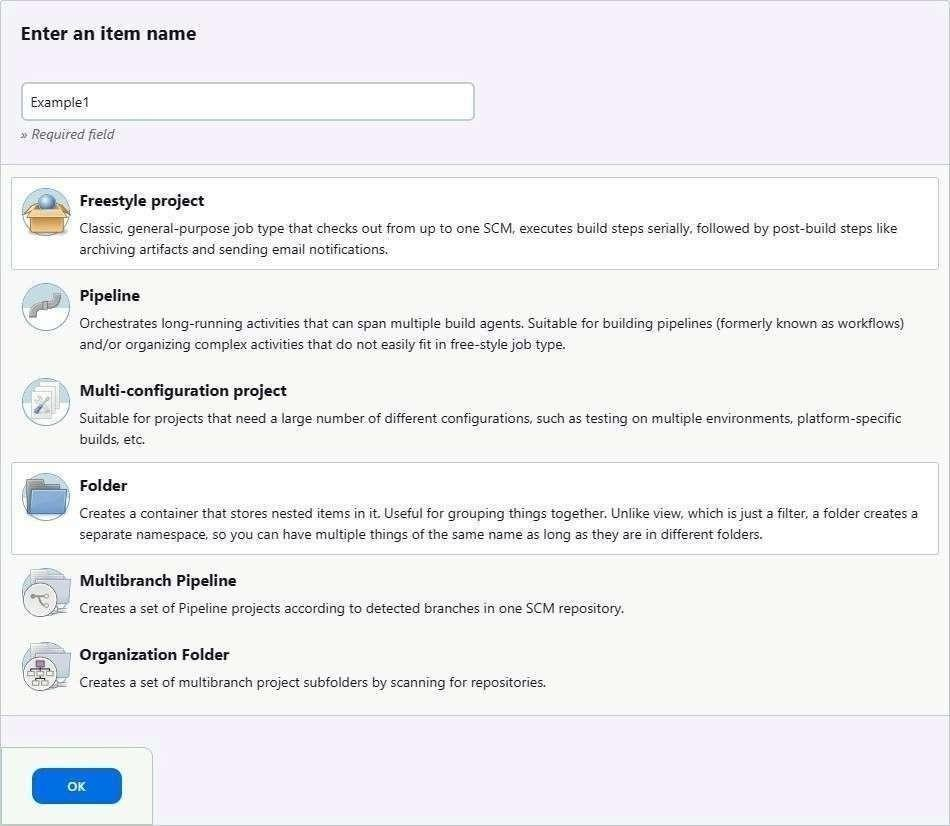 Enter an item name
Example1
» Required field
Freestyle project
Classic, general-purpose job type that checks out from up to one SCM, executes build steps serially, followed by post-build steps like
archiving artifacts and sending email notifications.
Pipeline
Orchestrates long-running activities that can span multiple build agents. Suitable for building pipelines (formerly known as workflows)
and/or organizing complex activities that do not easily fit in free-style job type.
Multi-configuration project
Suitable for projects that need a large number of different configurations, such as testing on multiple environments, platform-specific
builds, etc.
Folder
Creates a container that stores nested items in it. Useful for grouping things together. Unlike view, which is just a filter, a folder creates a
separate namespace, so you can have multiple things of the same name as long as they are in different folders.
Multibranch Pipeline
Creates a set of Pipeline projects according to detected branches in one SCM repository.
Organization Folder
Creates a set of multibranch project subfolders by scanning for repositories.
OK